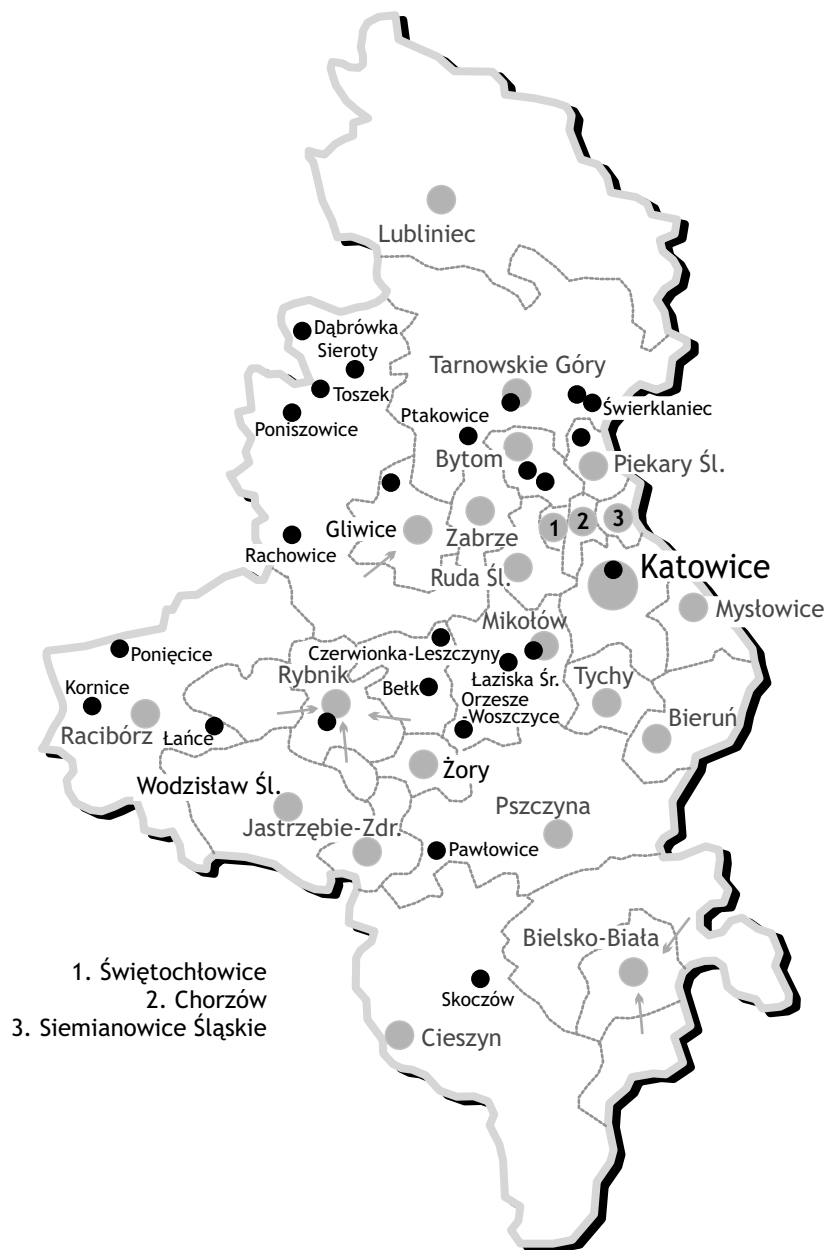 Lubliniec
Dąbrówka
Sieroty
Toszek
Poniszowice
Tarnowskie Góry
Świerklaniec
Ptakowice
Bytom
Piekary Śl.
Gliwice
Zabrze
1
2
3
Rachowice
Ruda Śl.
Katowice
Mysłowice
Mikołów
Ponięcice
Czerwionka-Leszczyny
Rybnik
Łaziska Śr.
Tychy
Kornice
Bełk
Orzesze
-Woszczyce
Bieruń
Racibórz
Łańce
Żory
Wodzisław Śl.
Pszczyna
Jastrzębie-Zdr.
Pawłowice
Bielsko-Biała
Skoczów
Cieszyn
1. Świętochłowice
2. Chorzów
3. Siemianowice Śląskie